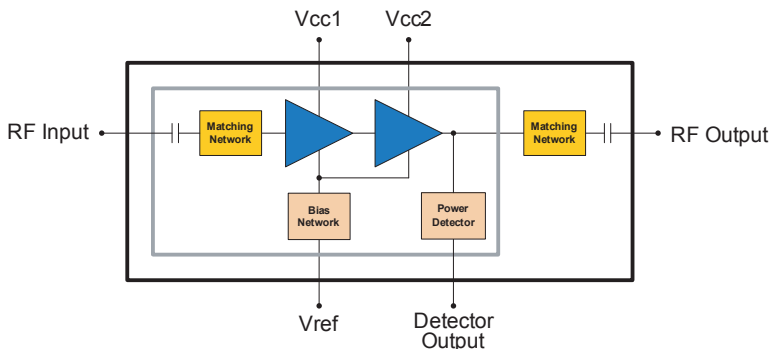 Vcc1
Vcc2
RF Input
Matching
Network
Matching
Network
RF Output
Bias
Network
Power
Detector
Vref
Detector
Output